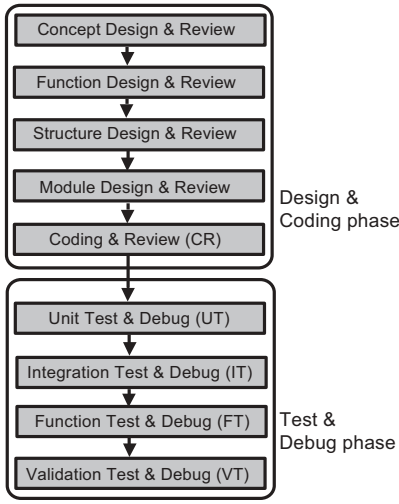 Concept Design & Review
Function Design & Review
Structure Design & Review
Module Design & Review
Coding & Review (CR)
Design &
Coding phase
Unit Test & Debug (UT)
Integration Test & Debug (IT)
Function Test & Debug (FT)
Validation Test & Debug (VT)
Test &
Debug phase